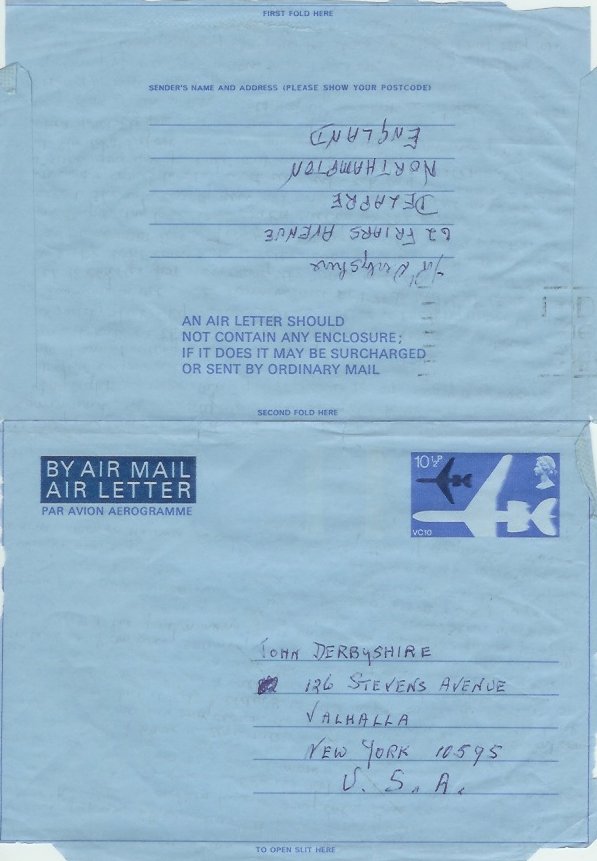 FIRST FOLD HERE
SENDER'S NAME AND ADDRESS (PLEASE SHOW YOUR POSTCODE)
Derbyshire
62 FRIARS AVENUE
DELAPRE
NORTHAMPTON
ENGLAND
AN AIR LETTER SHOULD
NOT CONTAIN ANY ENCLOSURE;
IF IT DOES IT MAY BE SURCHARGED
OR SENT BY ORDINARY MAIL
SECOND FOLD HERE
BY AIR MAIL
AIR LETTER
PAR AVION AEROGRAMME
10½P
VC10
JOHN DERBYSHIRE
126 STEVENS AVENUE
VALHALLA
NEW YORK 10595
U. S. A.
TO OPEN SLIT HERE